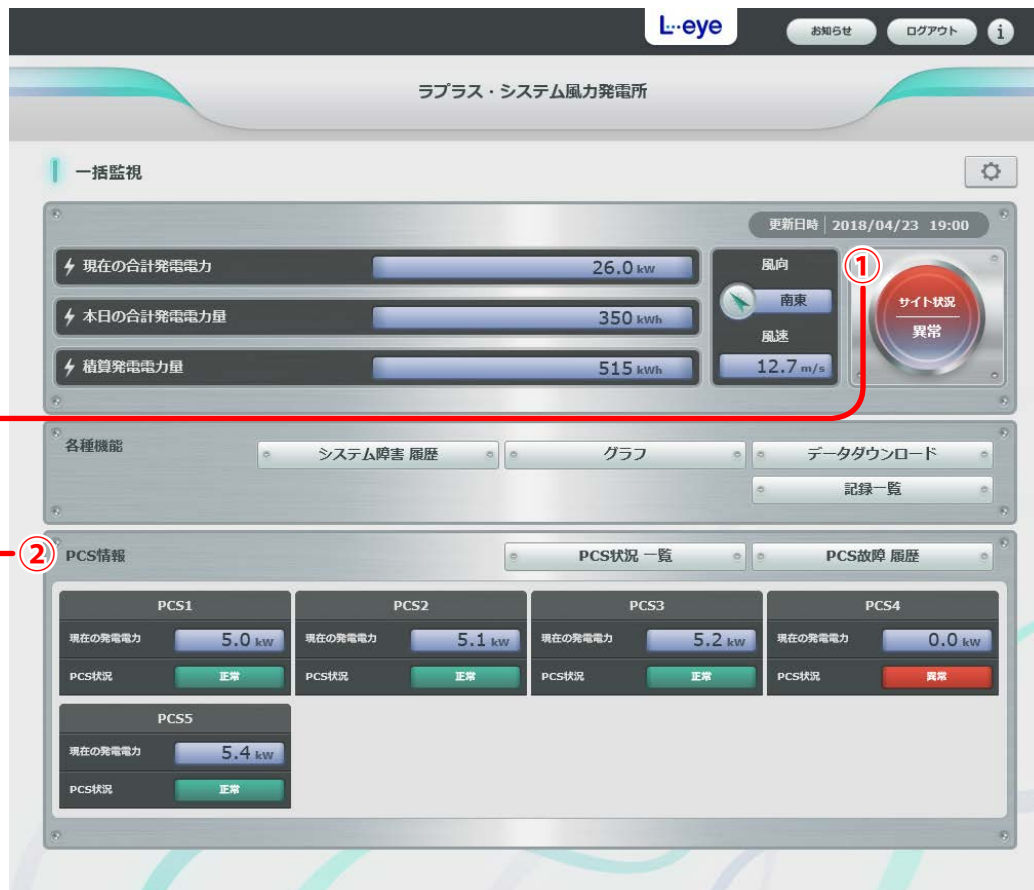 L・・・eye お知らせ ログアウト i
ラプラス・システム風力発電所
一括監視
更新日時 2018/04/23 19:00
現在の合計発電電力 26.0 kW 風向 ①
南東 サイト状況
本日の合計発電電力量 350 kWh 異常
風速
積算発電電力量 515 kWh 12.7 m/s
各種機能 システム障害 履歴 グラフ データダウンロード
記録一覧
② PCS情報 PCS状況 一覧 PCS故障 履歴
PCS1 PCS2 PCS3 PCS4
現在の発電電力 5.0 kW 現在の発電電力 5.1 kW 現在の発電電力 5.2 kW 現在の発電電力 0.0 kW
PCS状況 正常 PCS状況 正常 PCS状況 正常 PCS状況 異常
PCS5
現在の発電電力 5.4 kW
PCS状況 正常